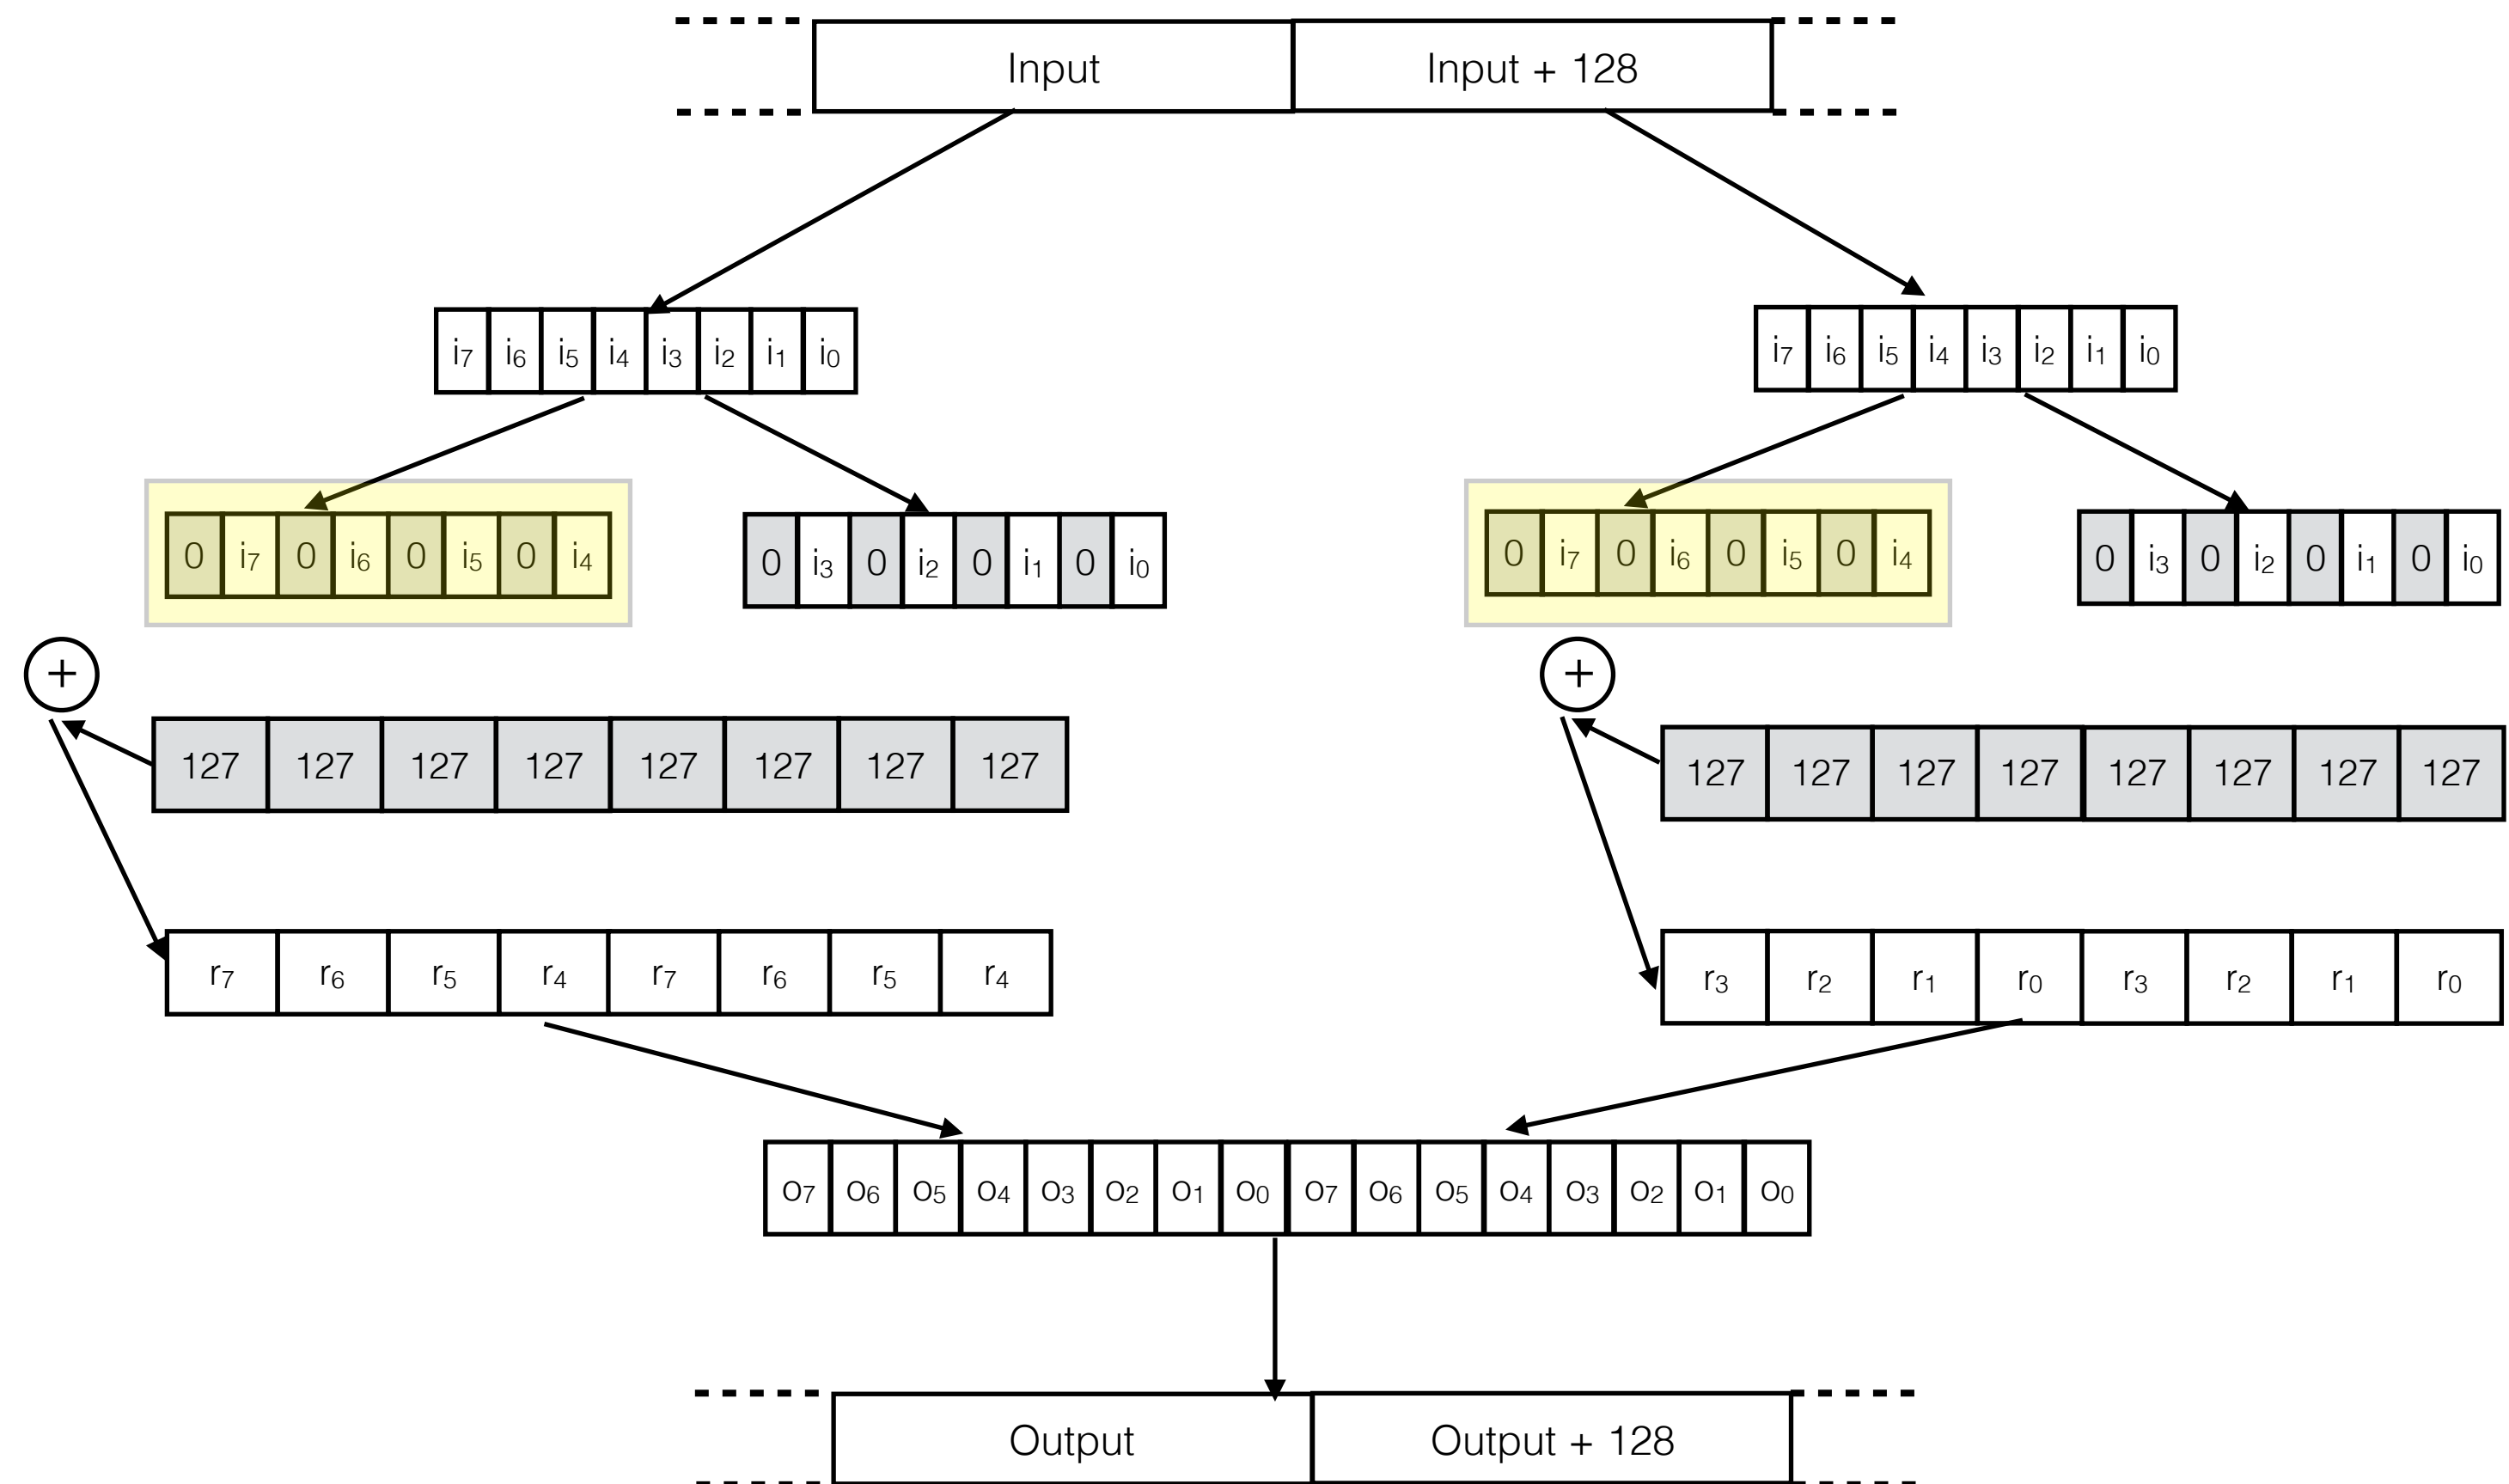 Input Input + 128
i7 i6 i5 i4 i3 i2 i1 i0 i7 i6 i5 i4 i3 i2 i1 i0
0 i7 0 i6 0 i5 0 i4 0 i3 0 i2 0 i1 0 i0 0 i7 0 i6 0 i5 0 i4 0 i3 0 i2 0 i1 0 i0
+ +
127 127 127 127 127 127 127 127 127 127 127 127 127 127 127 127
r7 r6 r5 r4 r7 r6 r5 r4 r3 r2 r1 r0 r3 r2 r1 r0
o7 o6 o5 o4 o3 o2 o1 o0 o7 o6 o5 o4 o3 o2 o1 o0
Output Output + 128